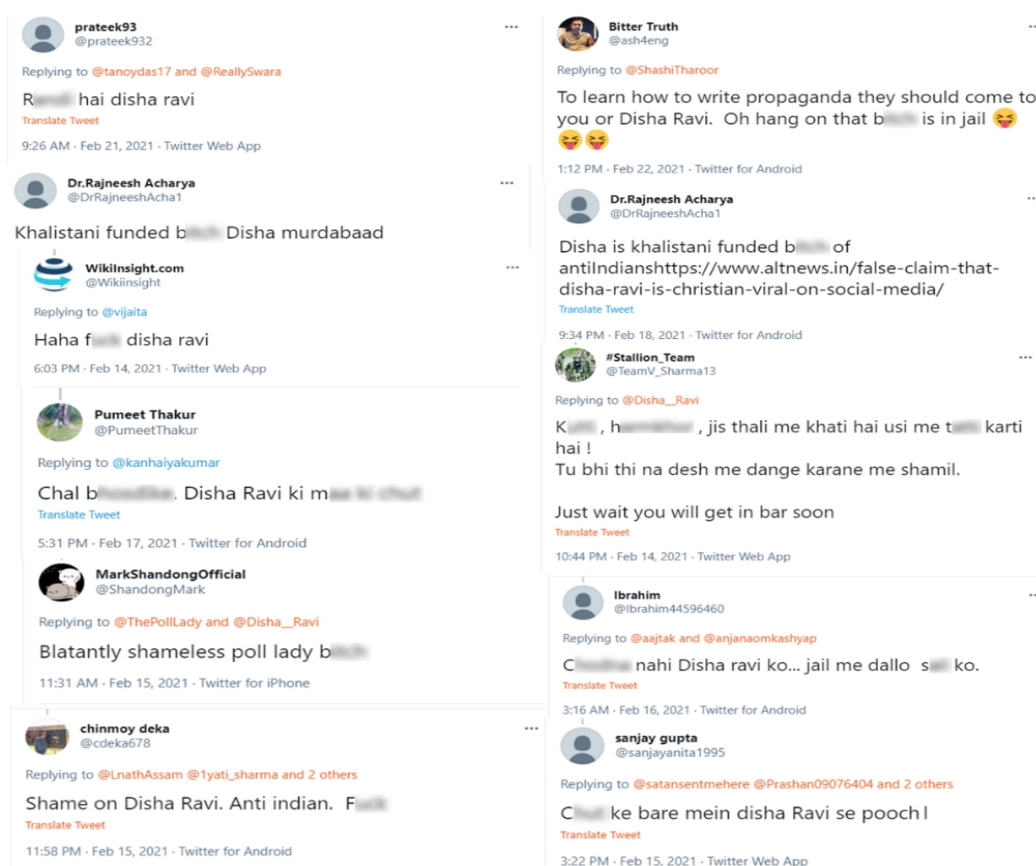 prateek93
@prateek932
Replying to @tanoydas17 and @ReallySwara
hai disha ravi
Translate Tweet
9:26 AM · Feb 21, 2021 · Twitter Web App
Dr.Rajneesh Acharya
@DrRajneeshAcha1
Khalistani funded Disha murdabaad
WikiInsight.com
@Wikiinsight
Replying to @vijaita
Haha disha ravi
6:03 PM · Feb 14, 2021 · Twitter Web App
Pumeet Thakur
@PumeetThakur
Replying to @kanhaiyakumar
Chal . Disha Ravi ki
Translate Tweet
5:31 PM · Feb 17, 2021 · Twitter for Android
MarkShandongOfficial
@ShandongMark
Replying to @ThePollLady and @Disha__Ravi
Blatantly shameless poll lady
11:31 AM · Feb 15, 2021 · Twitter for iPhone
chinmoy deka
@cdeka678
Replying to @LnathAssam @1yati_sharma and 2 others
Shame on Disha Ravi. Anti indian.
Translate Tweet
11:58 PM · Feb 15, 2021 · Twitter for Android
Bitter Truth
@ash4eng
Replying to @ShashiTharoor
To learn how to write propaganda they should come to
you or Disha Ravi. Oh hang on that is in jail 😝
😝😝
1:12 PM · Feb 22, 2021 · Twitter for Android
Dr.Rajneesh Acharya
@DrRajneeshAcha1
Disha is khalistani funded of
antiIndianshttps://www.altnews.in/false-claim-that-
disha-ravi-is-christian-viral-on-social-media/
Translate Tweet
9:34 PM · Feb 18, 2021 · Twitter for Android
#Stallion_Team
@TeamV_Sharma13
Replying to @Disha__Ravi
, , jis thali me khati hai usi me karti
hai !
Tu bhi thi na desh me dange karane me shamil.
Just wait you will get in bar soon
Translate Tweet
10:44 PM · Feb 14, 2021 · Twitter Web App
Ibrahim
@Ibrahim44596460
Replying to @aajtak and @anjanaomkashyap
nahi Disha ravi ko... jail me dallo ko.
Translate Tweet
3:16 AM · Feb 16, 2021 · Twitter for Android
sanjay gupta
@sanjayanita1995
Replying to @satansentmehere @Prashan09076404 and 2 others
ke bare mein disha Ravi se pooch l
Translate Tweet
3:22 PM · Feb 15, 2021 · Twitter Web App